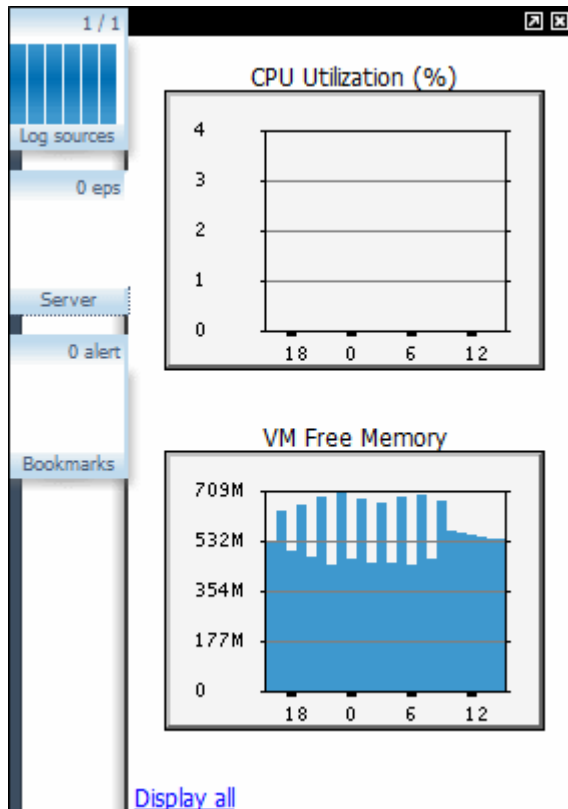 1 / 1
Log sources
0 eps
Server
0 alert
Bookmarks
CPU Utilization (%)
4
3
2
1
0
18 0 6 12
VM Free Memory
709M
532M
354M
177M
0
18 0 6 12
Display all